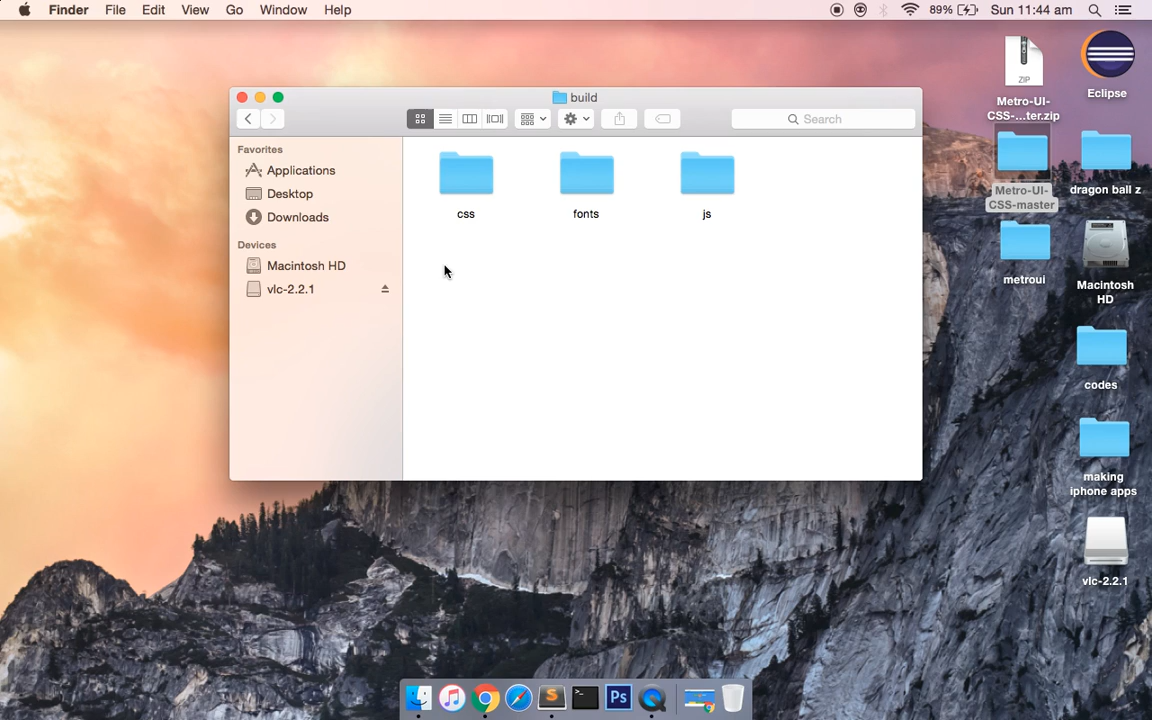 Finder File Edit View Go Window Help 89% Sun 11:44 am
build
Search
Favorites
Applications
Desktop
Downloads
Devices
Macintosh HD
vlc-2.2.1
css
fonts
js
ZIP
Metro-UI-
CSS-...ter.zip
Eclipse
Metro-UI-
CSS-master
dragon ball z
metroui
Macintosh
HD
codes
making
iphone apps
vlc-2.2.1
S
Ps